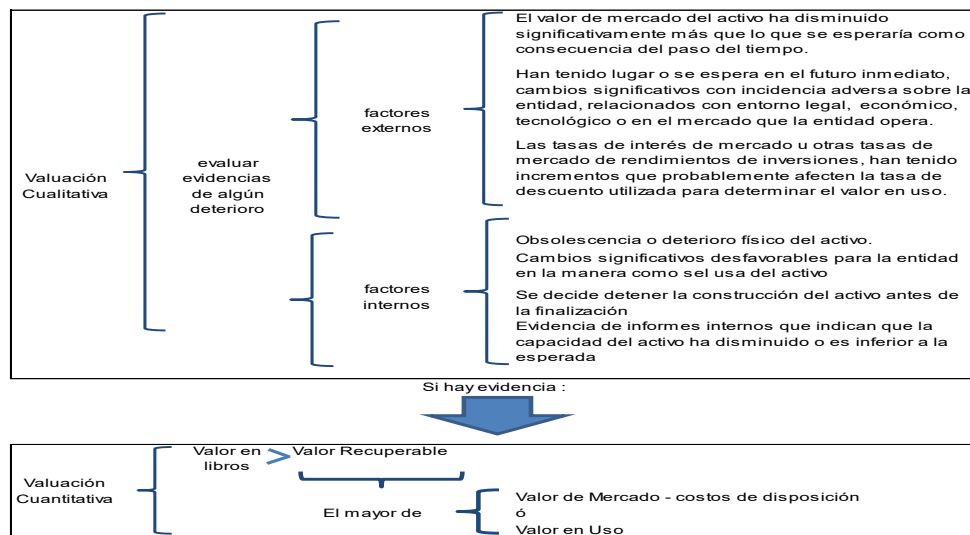 Valuación
Cualitativa
evaluar
evidencias
de algún
deterioro
factores
externos
El valor de mercado del activo ha disminuido
significativamente más que lo que se esperaría como
consecuencia del paso del tiempo.
Han tenido lugar o se espera en el futuro inmediato,
cambios significativos con incidencia adversa sobre la
entidad, relacionados con entorno legal, económico,
tecnológico o en el mercado que la entidad opera.
Las tasas de interés de mercado u otras tasas de
mercado de rendimientos de inversiones, han tenido
incrementos que probablemente afecten la tasa de
descuento utilizada para determinar el valor en uso.
factores
internos
Obsolescencia o deterioro físico del activo.
Cambios significativos desfavorables para la entidad
en la manera como sel usa del activo
Se decide detener la construcción del activo antes de
la finalización
Evidencia de informes internos que indican que la
capacidad del activo ha disminuido o es inferior a la
esperada
Si hay evidencia :
Valuación
Cuantitativa
Valor en
libros
> Valor Recuperable
El mayor de
Valor de Mercado - costos de disposición
ó
Valor en Uso